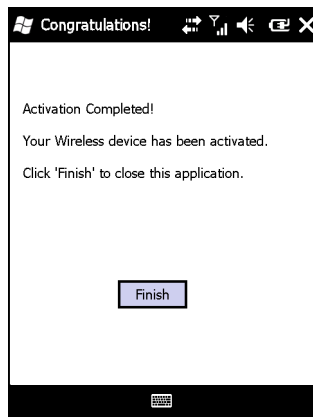 Congratulations!
Activation Completed!
Your Wireless device has been activated.
Click 'Finish' to close this application.
Finish